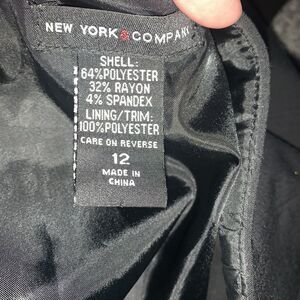 NEW YORK & COMPANY
SHELL:
64%POLYESTER
32% RAYON
4% SPANDEX
LINING/TRIM:
100%POLYESTER
CARE ON REVERSE
12
MADE IN
CHINA